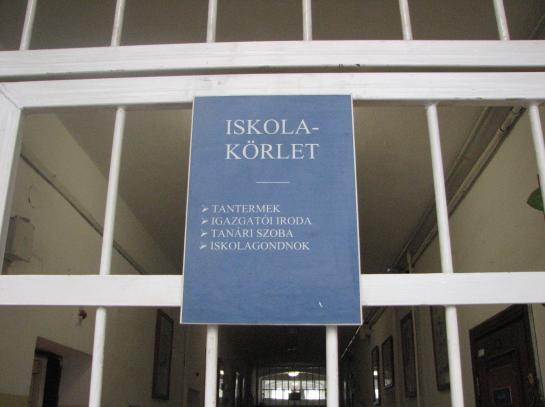 ISKOLA-
KÖRLET
➢ TANTERMEK
➢ IGAZGATÓI IRODA
➢ TANÁRI SZOBA
➢ ISKOLAGONDNOK